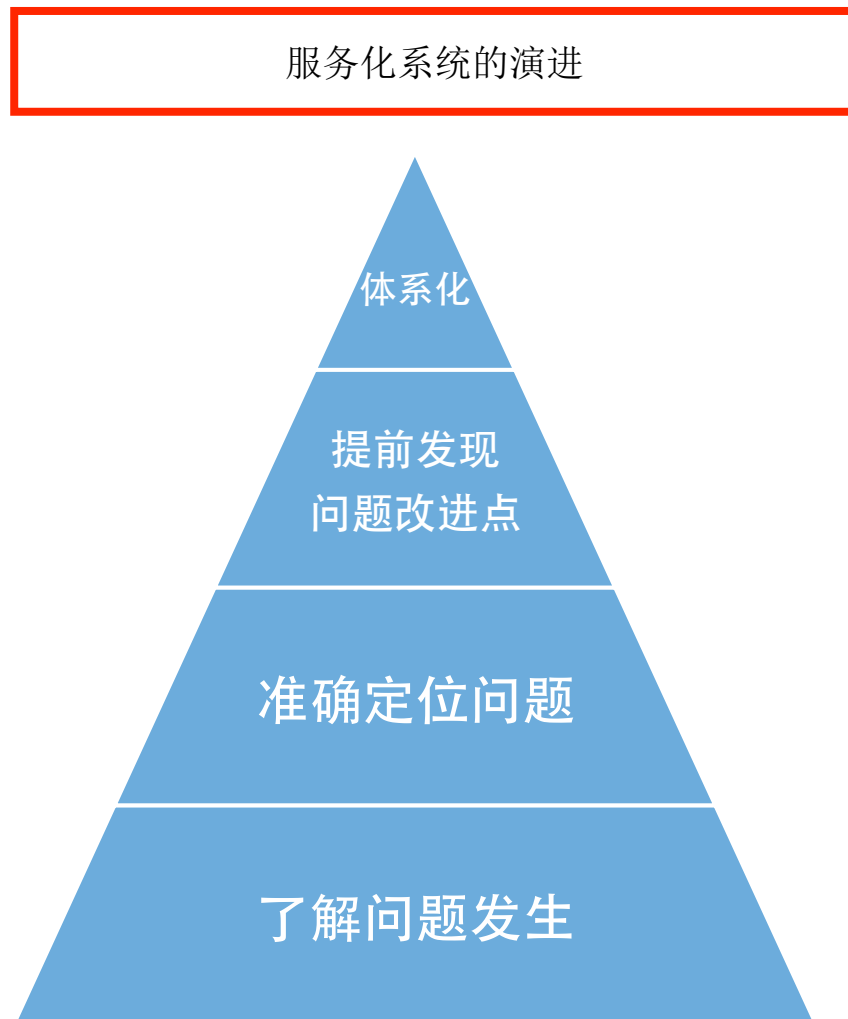 服务化系统的演进
体系化
提前发现
问题改进点
准确定位问题
了解问题发生